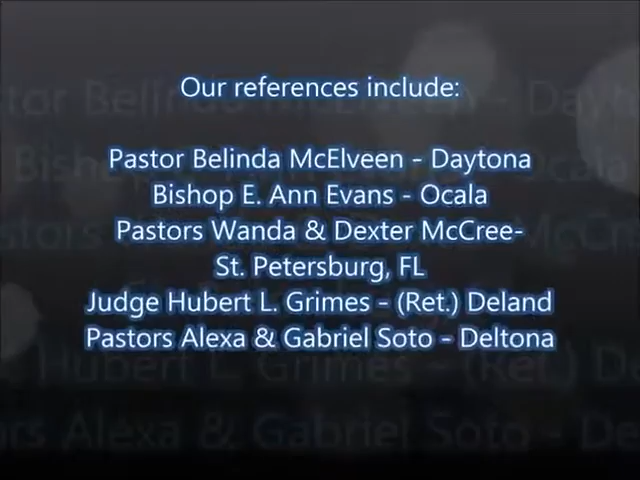 Our references include:
Pastor Belinda McElveen - Daytona
Bishop E. Ann Evans - Ocala
Pastors Wanda & Dexter McCree-
St. Petersburg, FL
Judge Hubert L. Grimes - (Ret.) Deland
Pastors Alexa & Gabriel Soto - Deltona